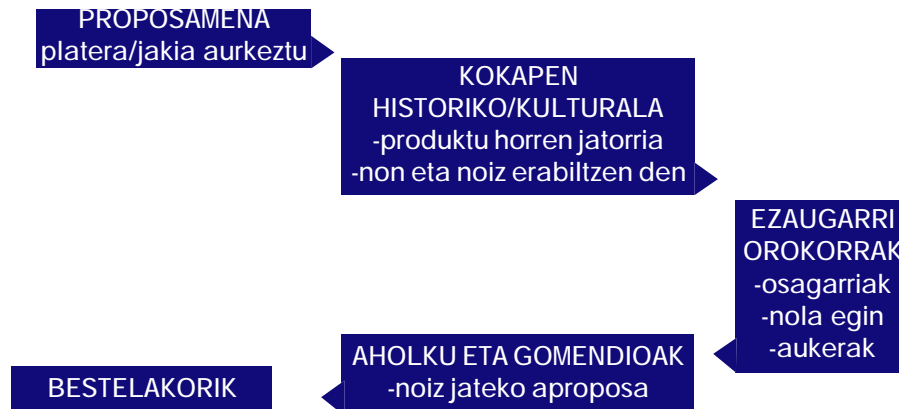 PROPOSAMENA
platera/jakia aurkeztu
KOKAPEN
HISTORIKO/KULTURALA
-produktu horren jatorria
-non eta noiz erabiltzen den
EZAUGARRI
OROKORRAK
-osagarriak
-nola egin
-aukerak
AHOLKU ETA GOMENDIOAK
-noiz jateko aproposa
BESTELAKORIK